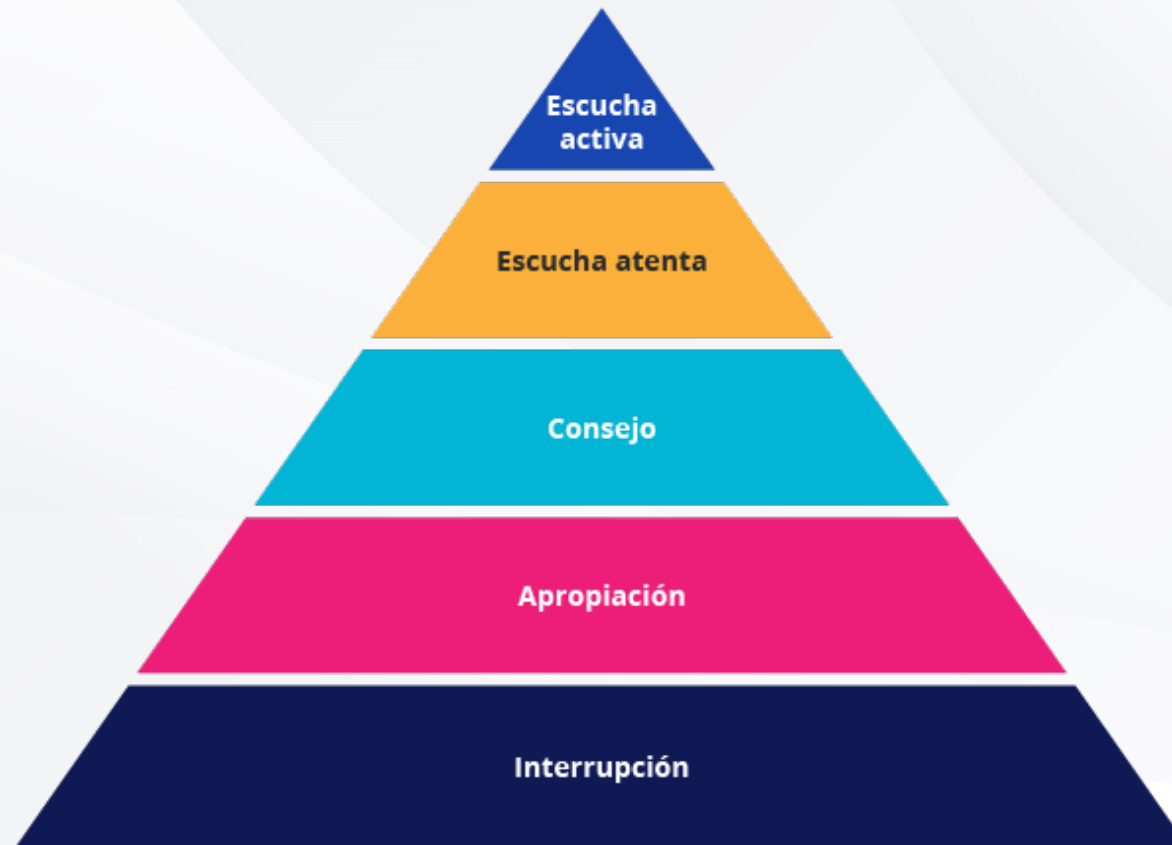 Escucha
activa
Escucha atenta
Consejo
Apropiación
Interrupción